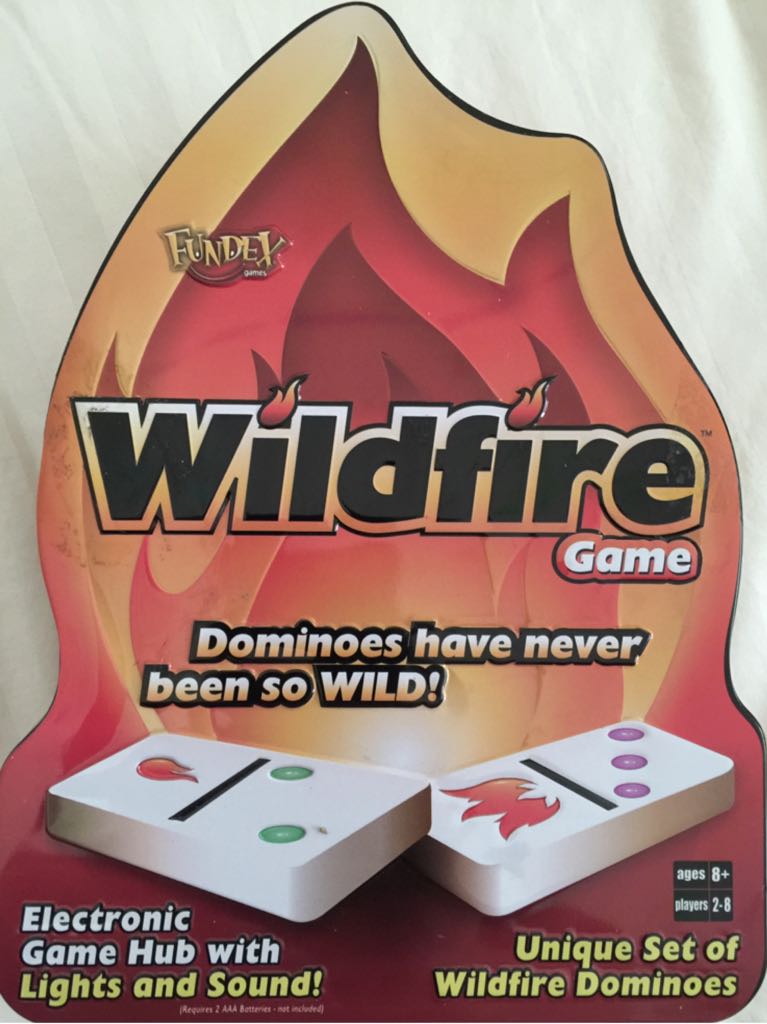 FUNDEX
games
Wildfire™
Game
Dominoes have never
been so WILD!
ages 8+
players 2-8
Electronic
Game Hub with
Lights and Sound!
(Requires 2 AAA Batteries - not included)
Unique Set of
Wildfire Dominoes